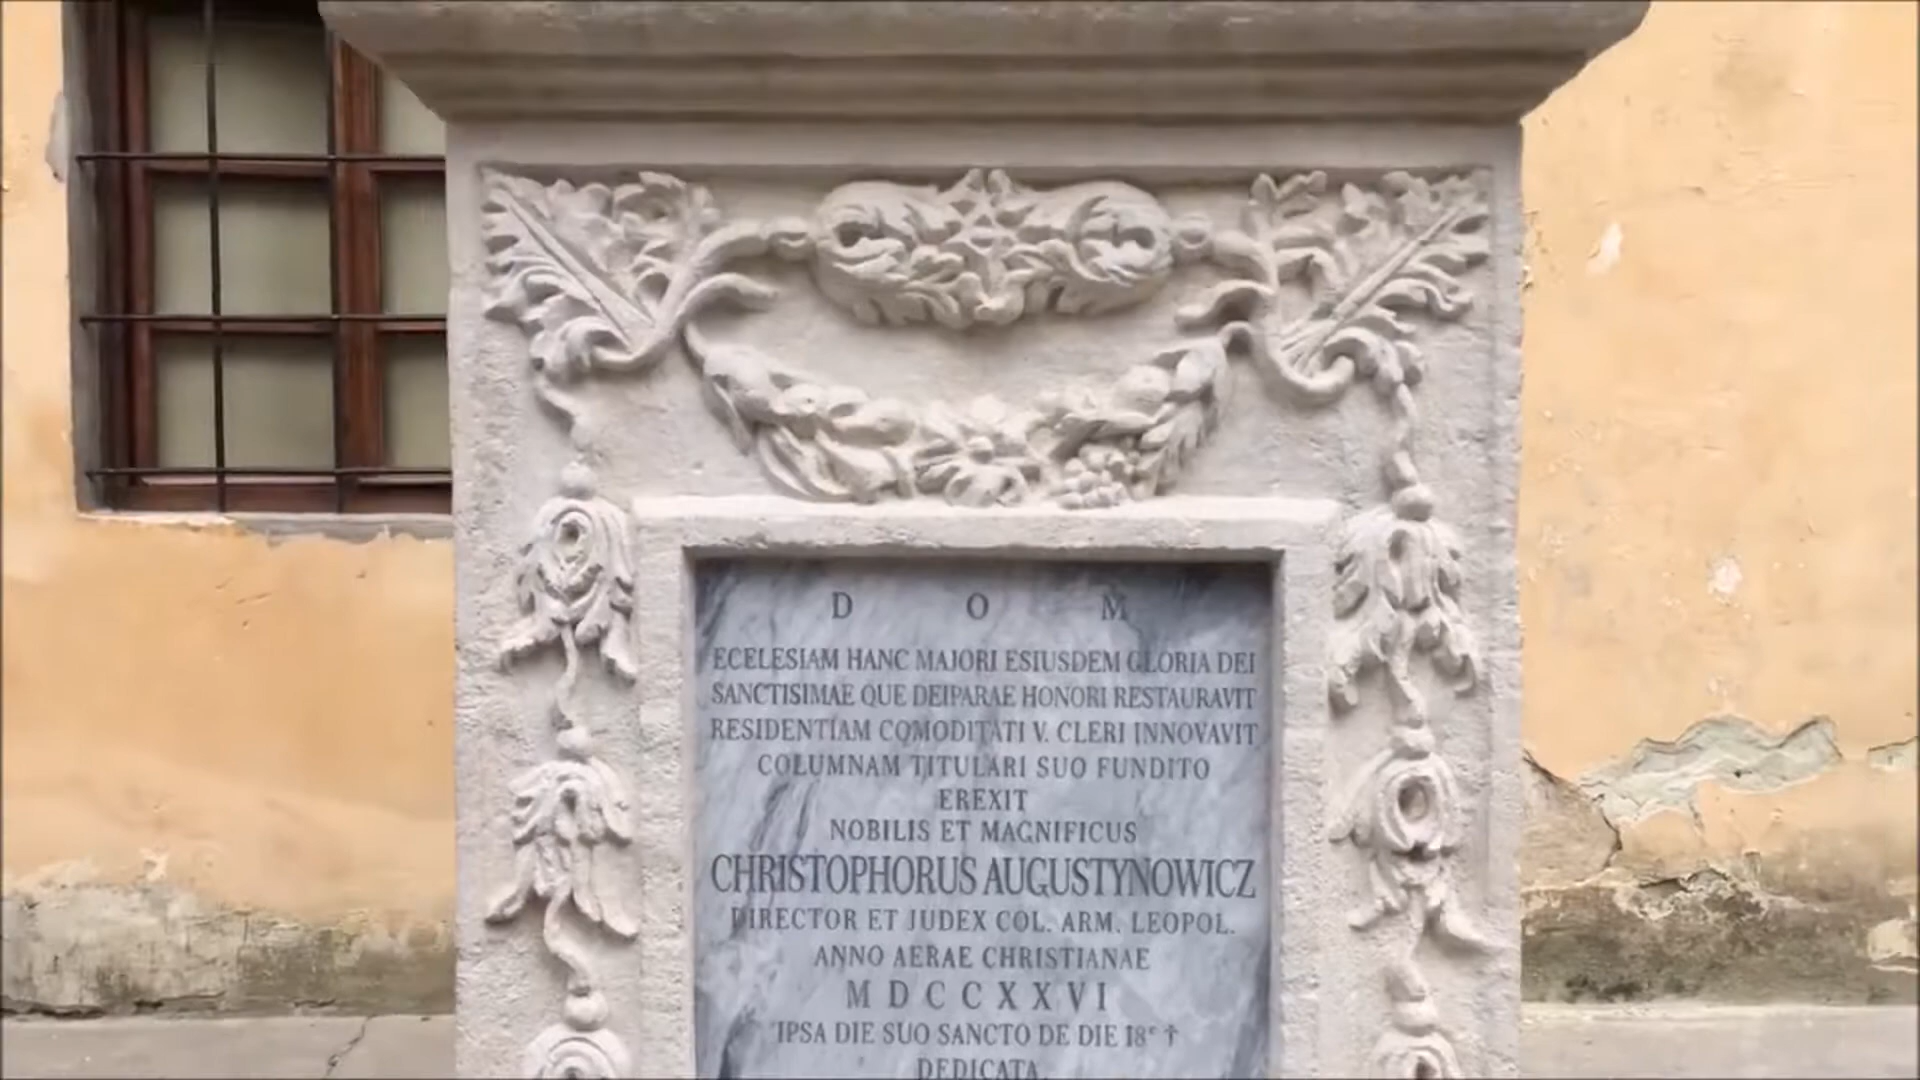 D O M
ECELESIAM HANC MAJORI ESIUSDEM GLORIA DEI
SANCTISIMAE QUE DEIPARAE HONORI RESTAURAVIT
RESIDENTIAM COMODITATI V. CLERI INNOVAVIT
COLUMNAM TITULARI SUO FUNDITO
EREXIT
NOBILIS ET MAGNIFICUS
CHRISTOPHORUS AUGUSTYNOWICZ
DIRECTOR ET JUDEX COL. ARM. LEOPOL.
ANNO AERAE CHRISTIANAE
MDCCXXVI
IPSA DIE SUO SANCTO DE DIE 18ᵉ †
DEDICATA.